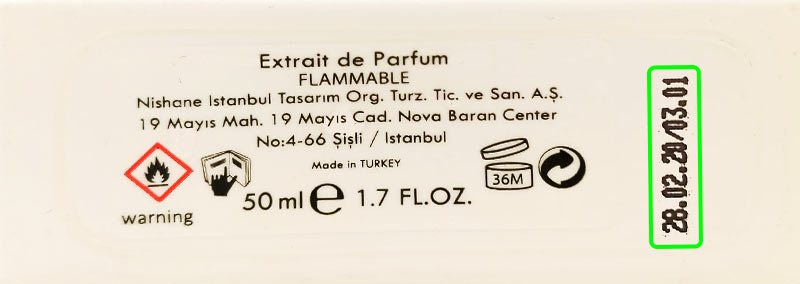 Extrait de Parfum
FLAMMABLE
Nishane Istanbul Tasarım Org. Turz. Tic. ve San. A.Ş.
19 Mayıs Mah. 19 Mayıs Cad. Nova Baran Center
No:4-66 Şişli / Istanbul
Made in TURKEY
36M
50 ml e 1.7 FL.OZ.
warning
28.02.20/03.01